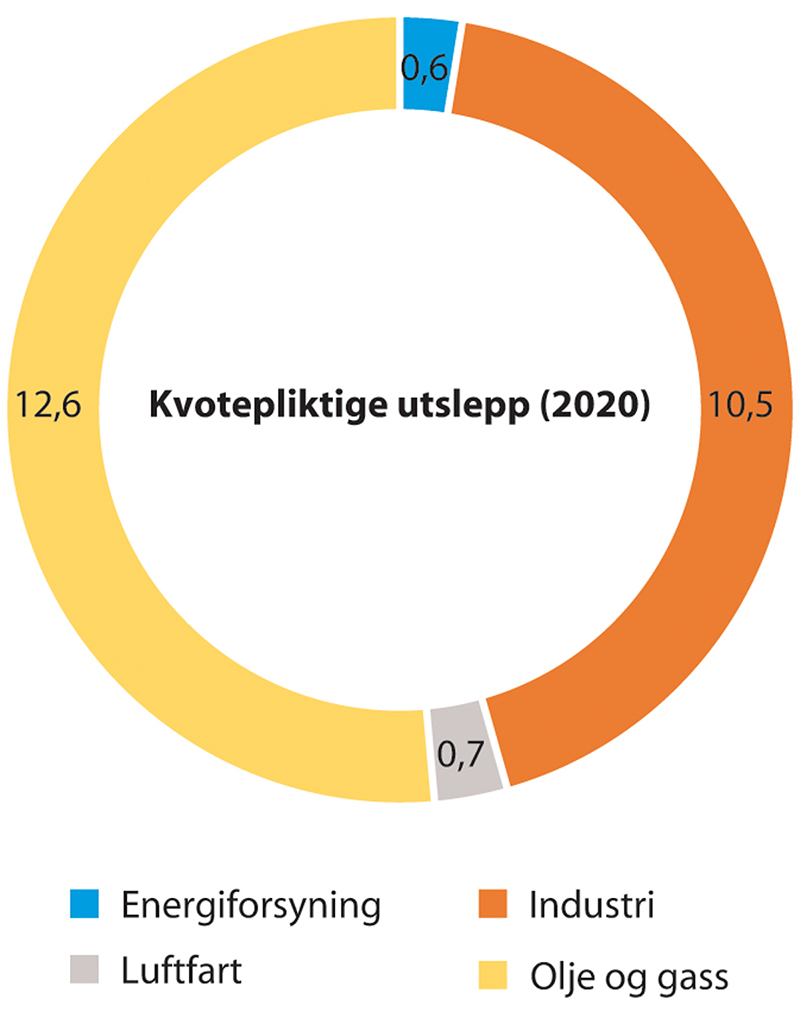 0,6
12,6
Kvotepliktige utslepp (2020)
10,5
0,7
Energiforsyning
Industri
Luftfart
Olje og gass